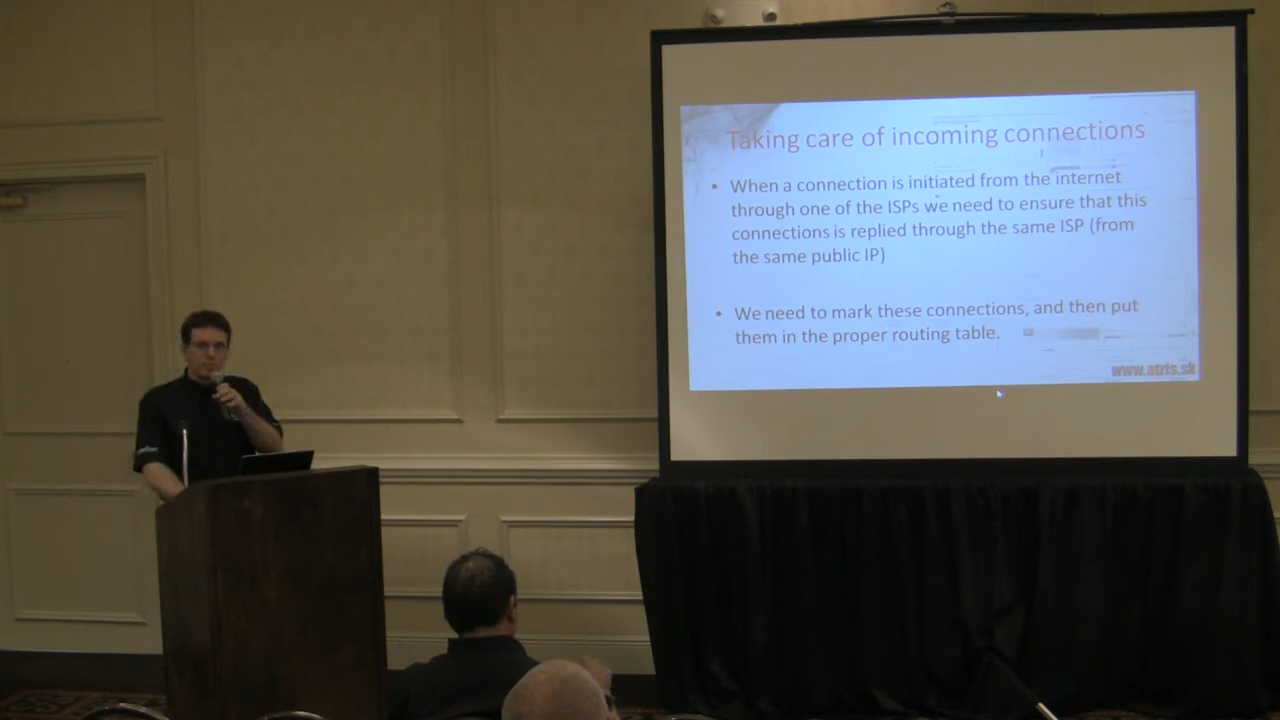 Taking care of incoming connections
• When a connection is initiated from the internet
through one of the ISPs we need to ensure that this
connections is replied through the same ISP (from
the same public IP)
• We need to mark these connections, and then put
them in the proper routing table.
www.atris.sk